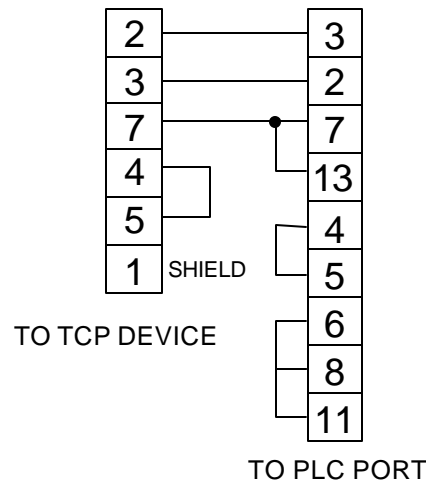 2 3
3 2
7 7
4 13
5 4
1 SHIELD 5
6
TO TCP DEVICE
8
11
TO PLC PORT